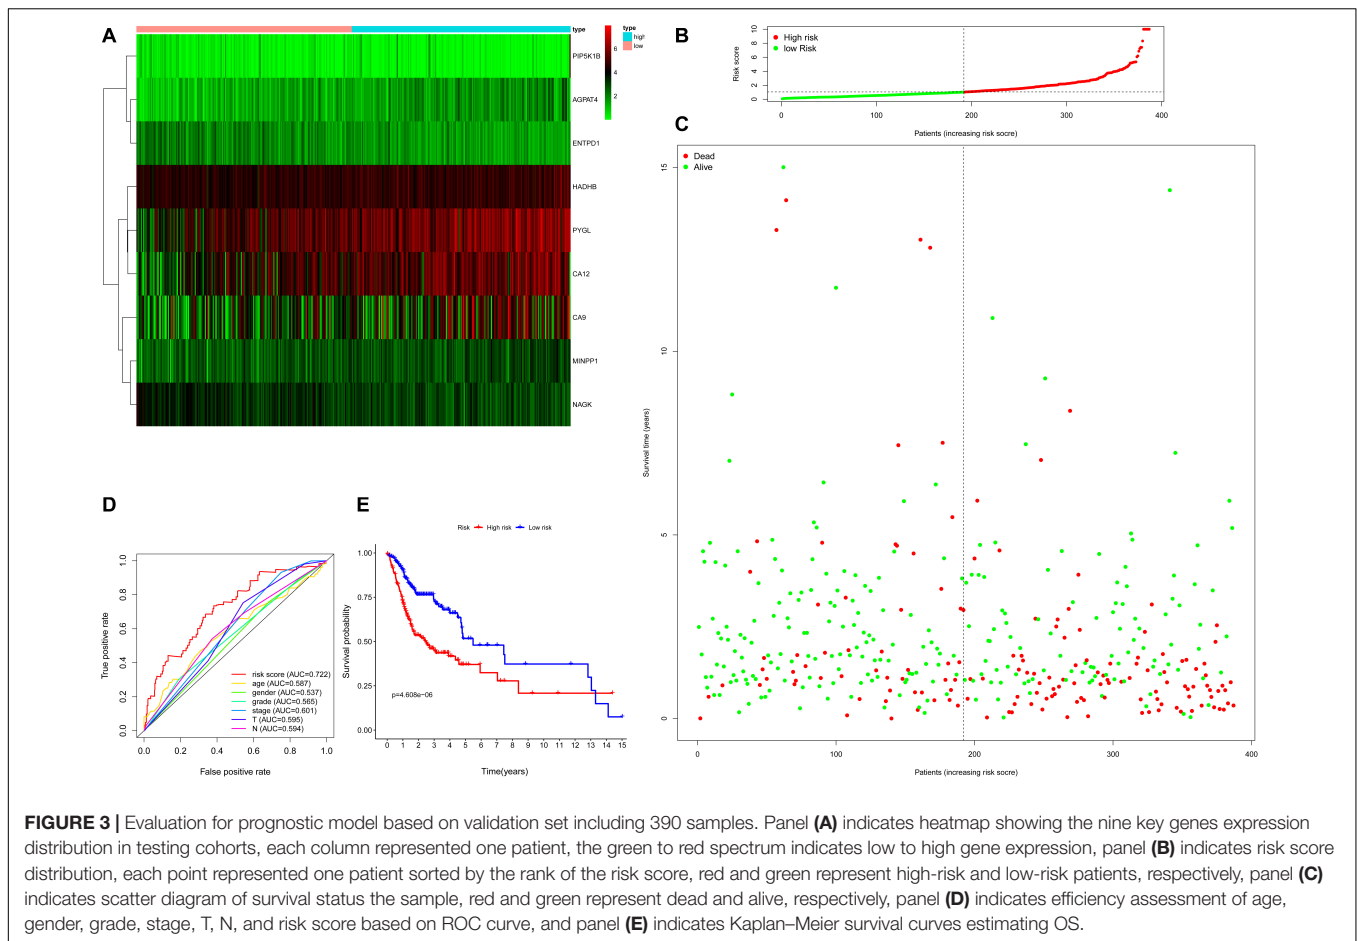 A
type
type
high
low
6
4
2
PIP5K1B
AGPAT4
ENTPD1
HADHB
PYGL
CA12
CA9
MINPP1
NAGK
B
High risk
low Risk
Risk score
10
8
6
4
2
0
0
100
200
300
400
Patients (increasing risk socre)
C
Dead
Alive
Survival time (years)
15
10
5
0
0
100
200
300
400
Patients (increasing risk socre)
D
True positive rate
1.0
0.8
0.6
0.4
0.2
0.0
risk score (AUC=0.722)
age (AUC=0.587)
gender (AUC=0.537)
grade (AUC=0.565)
stage (AUC=0.601)
T (AUC=0.595)
N (AUC=0.594)
0.0
0.2
0.4
0.6
0.8
1.0
False positive rate
E
Risk High risk Low risk
Survival probability
1.00
0.75
0.50
0.25
0.00
p=4.608e−06
0 1 2 3 4 5 6 7 8 9 10 11 12 13 14 15
Time(years)
FIGURE 3 | Evaluation for prognostic model based on validation set including 390 samples. Panel (A) indicates heatmap showing the nine key genes expression
distribution in testing cohorts, each column represented one patient, the green to red spectrum indicates low to high gene expression, panel (B) indicates risk score
distribution, each point represented one patient sorted by the rank of the risk score, red and green represent high-risk and low-risk patients, respectively, panel (C)
indicates scatter diagram of survival status the sample, red and green represent dead and alive, respectively, panel (D) indicates efficiency assessment of age,
gender, grade, stage, T, N, and risk score based on ROC curve, and panel (E) indicates Kaplan–Meier survival curves estimating OS.